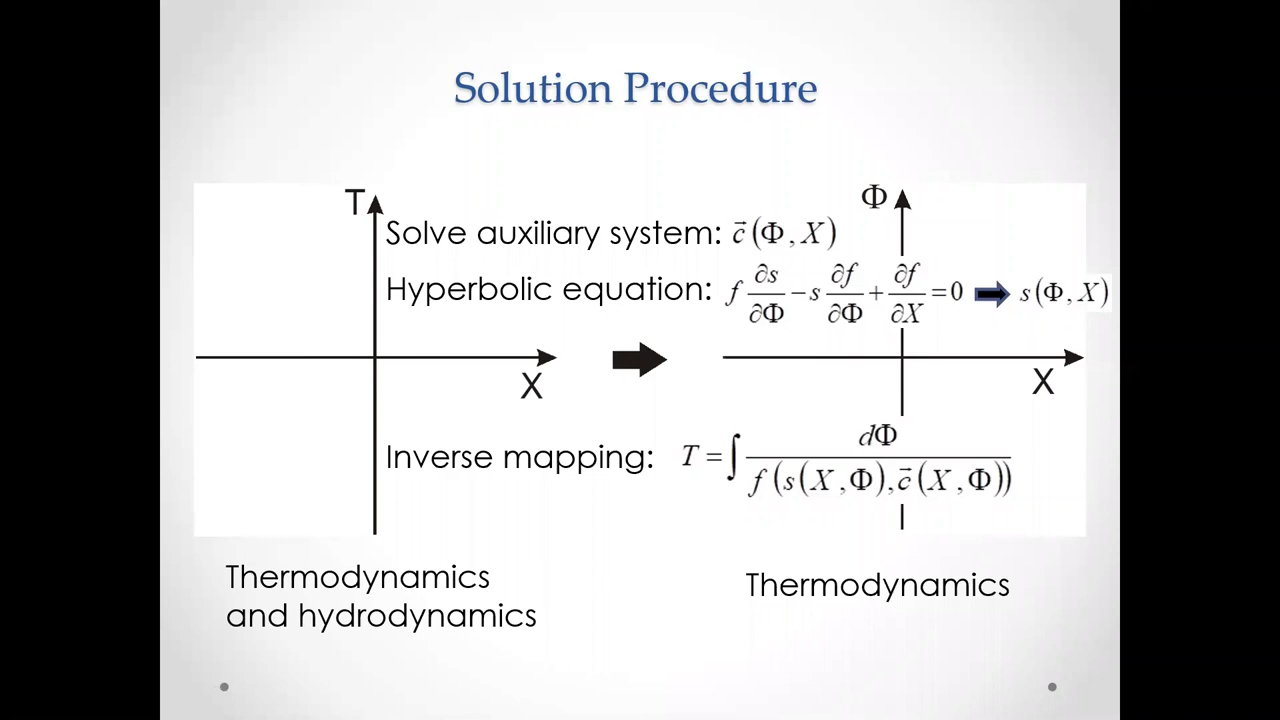 Solution Procedure
T
Φ
Solve auxiliary system: c⃗(Φ, X)
Hyperbolic equation: f ∂s/∂Φ − s ∂f/∂Φ + ∂f/∂X = 0 ➡ s(Φ, X)
X
X
Inverse mapping: T = ∫ dΦ / f(s(X, Φ), c⃗(X, Φ))
Thermodynamics
and hydrodynamics
Thermodynamics